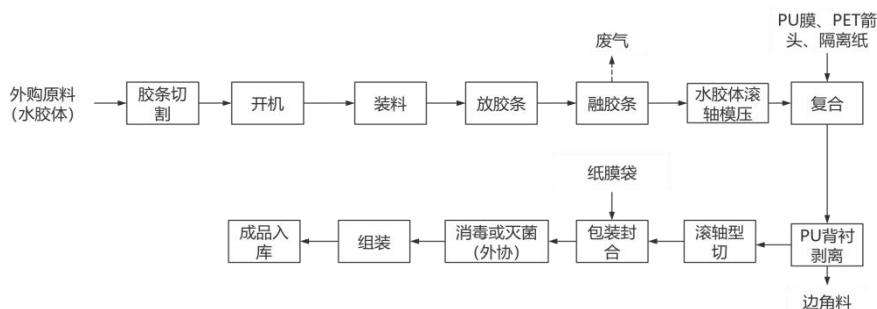 废气
PU膜、PET箭
头、隔离纸
外购原料
(水胶体)
胶条切
割
开机
装料
放胶条
融胶条
水胶体滚
轴模压
复合
纸膜袋
成品入
库
组装
消毒或灭菌
(外协)
包装封
合
滚轴型
切
PU背衬
剥离
边角料